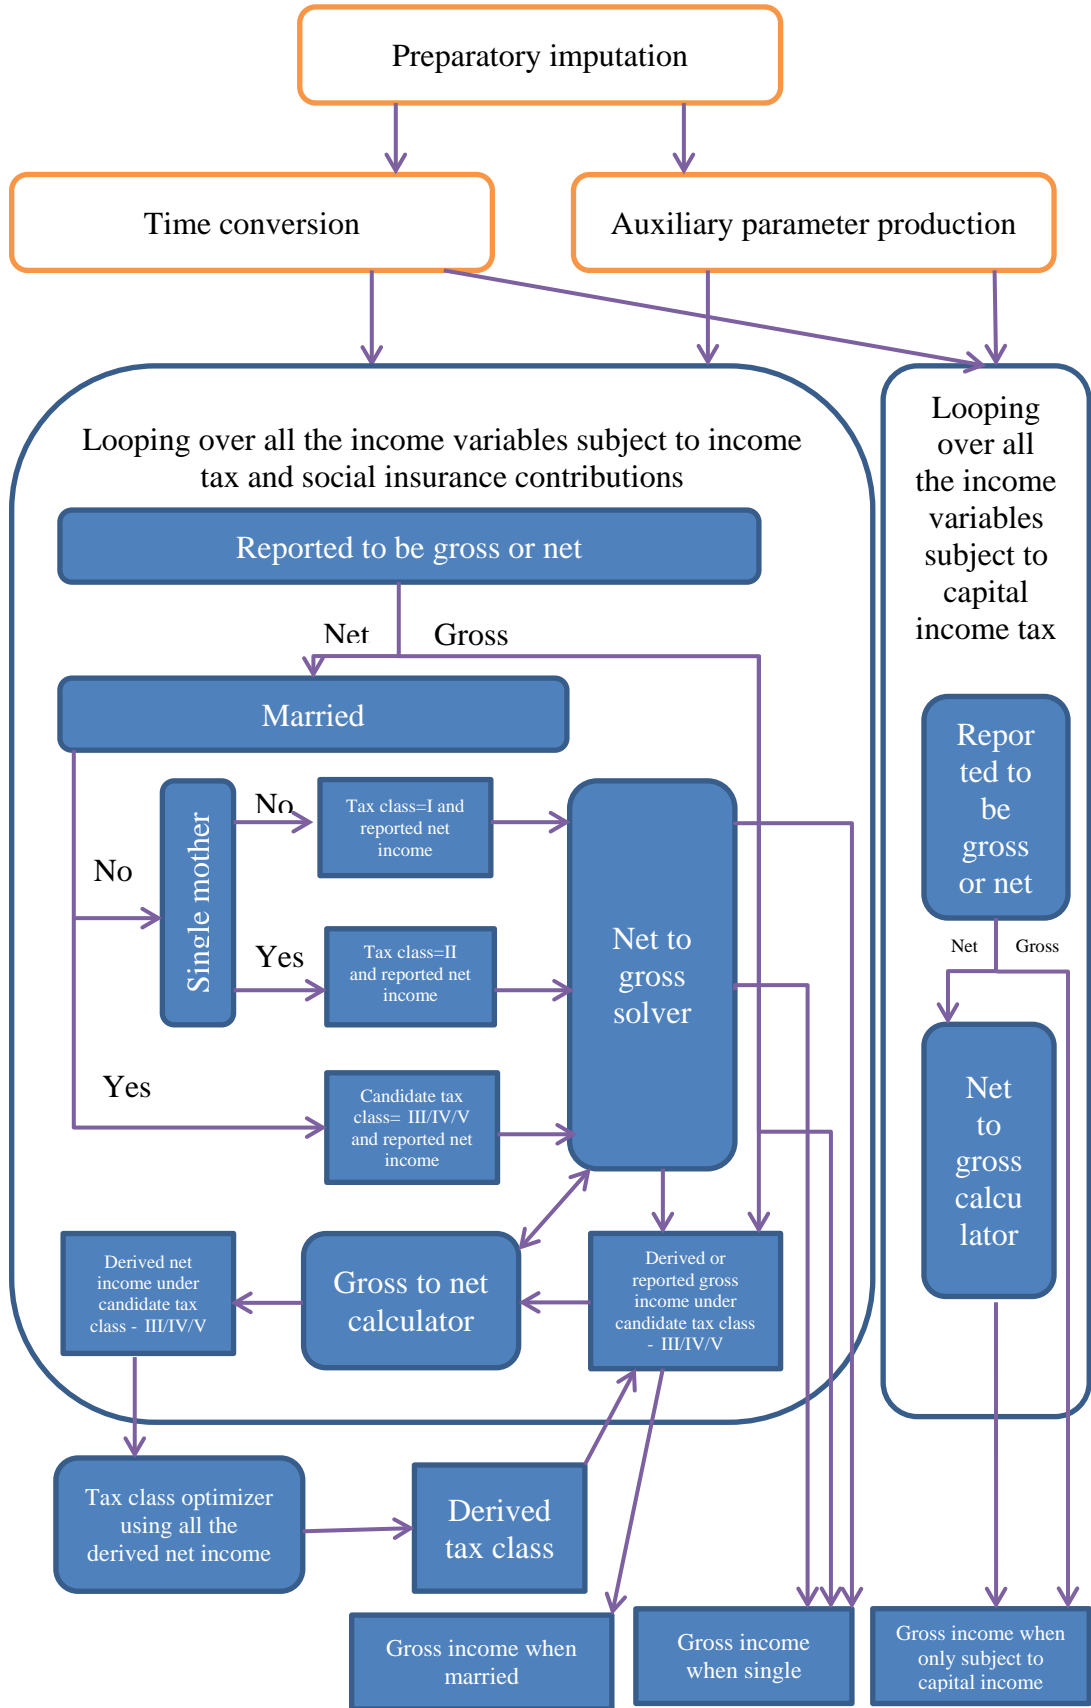 Preparatory imputation
Time conversion
Auxiliary parameter production
Looping over all the income variables subject to income
tax and social insurance contributions
Looping
over all
the income
variables
subject to
capital
income tax
Reported to be gross or net
Net
Gross
Married
No
Single mother
No
Tax class=I and
reported net
income
Yes
Tax class=II
and reported net
income
Yes
Candidate tax
class= III/IV/V
and reported net
income
Net to
gross
solver
Repor
ted to
be
gross
or net
Net
Gross
Net
to
gross
calcu
lator
Derived net
income under
candidate tax
class - III/IV/V
Gross to net
calculator
Derived or
reported gross
income under
candidate tax class
- III/IV/V
Tax class optimizer
using all the
derived net income
Derived
tax class
Gross income when
married
Gross income
when single
Gross income when
only subject to
capital income